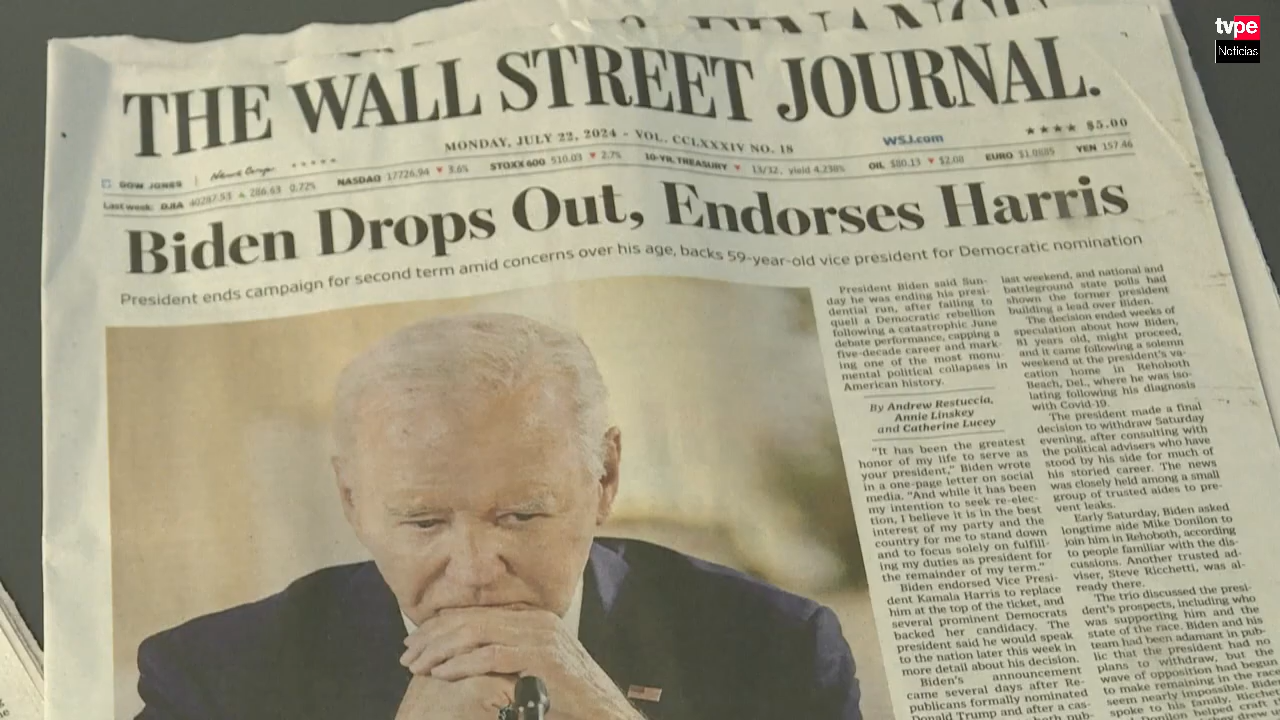 tvpe
Noticias
& FINANCE
THE WALL STREET JOURNAL.
DOW JONES | News Corp ★★★★★
MONDAY, JULY 22, 2024 - VOL. CCLXXXIV NO. 18
WSJ.com
★★★★ $5.00
Last week: DJIA 40287.53 ▲ 286.63 0.72% NASDAQ 17726.94 ▼ 3.6% STOXX 600 510.03 ▼ 2.7% 10-YR. TREASURY ▼ 13/32, yield 4.238% OIL $80.13 ▼ $2.08 EURO $1.0885 YEN 157.46
Biden Drops Out, Endorses Harris
President ends campaign for second term amid concerns over his age, backs 59-year-old vice president for Democratic nomination
President Biden said Sun-
day he was ending his presi-
dential run, after failing to
quell a Democratic rebellion
following a catastrophic June
debate performance, capping a
five-decade career and mark-
ing one of the most monu-
mental political collapses in
American history.
By Andrew Restuccia,
Annie Linskey
and Catherine Lucey
"It has been the greatest
honor of my life to serve as
your president," Biden wrote
in a one-page letter on social
media. "And while it has been
my intention to seek re-elec-
tion, I believe it is in the best
interest of my party and the
country for me to stand down
and to focus solely on fulfill-
ing my duties as president for
the remainder of my term."
Biden endorsed Vice Presi-
dent Kamala Harris to replace
him at the top of the ticket, and
several prominent Democrats
backed her candidacy. The
president said he would speak
to the nation later this week in
more detail about his decision.
Biden's announcement
came several days after Re-
publicans formally nominated
Donald Trump and after a cas-
last weekend, and national and
battleground state polls had
shown the former president
building a lead over Biden.
The decision ended weeks of
speculation about how Biden,
81 years old, might proceed,
and it came following a solemn
weekend at the president's va-
cation home in Rehoboth
Beach, Del., where he was iso-
lating following his diagnosis
with Covid-19.
The president made a final
decision to withdraw Saturday
evening, after consulting with
the political advisers who have
stood by his side for much of
his storied career. The news
was closely held among a small
group of trusted aides to pre-
vent leaks.
Early Saturday, Biden asked
longtime aide Mike Donilon to
join him in Rehoboth, according
to people familiar with the dis-
cussions. Another trusted ad-
viser, Steve Ricchetti, was al-
ready there.
The trio discussed the presi-
dent's prospects, including who
was supporting him and the
state of the race. Biden and his
team had been adamant in pub-
lic that the president had no
plans to withdraw, but the
wave of opposition had begun
to make remaining in the race
seem nearly impossible. Biden
spoke to his family.